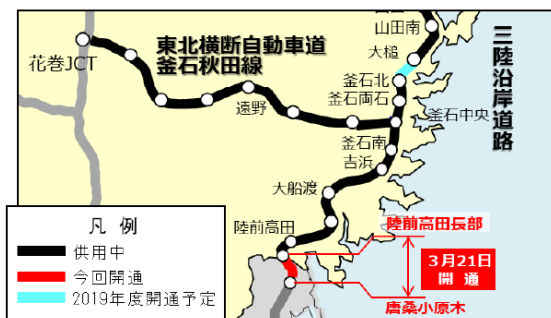 山田南
大槌
東北横断自動車道
釜石秋田線
花巻JCT
釜石北
釜石両石
遠野
釜石中央
三陸沿岸道路
釜石南
吉浜
大船渡
陸前高田
陸前高田長部
凡 例
供用中
今回開通
2019年度開通予定
3月21日
開 通
唐桑小原木